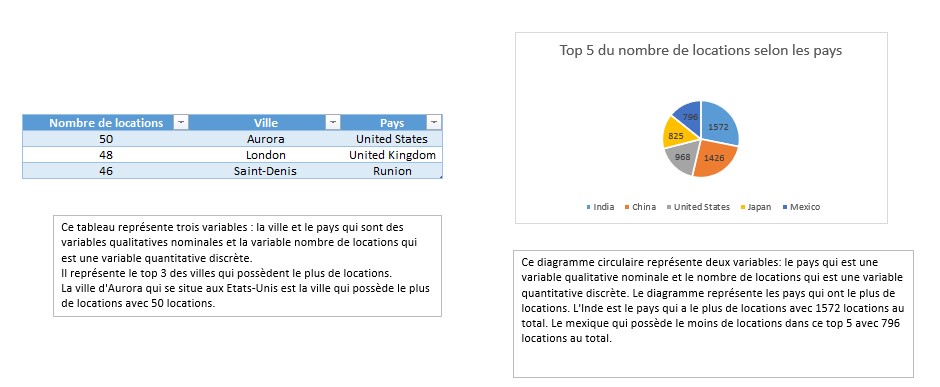 Top 5 du nombre de locations selon les pays
Nombre de locations Ville Pays
50 Aurora United States
48 London United Kingdom
46 Saint-Denis Runion
796 1572
825
968 1426
India China United States Japan Mexico
Ce tableau représente trois variables : la ville et le pays qui sont des
variables qualitatives nominales et la variable nombre de locations qui
est une variable quantitative discrète.
Il représente le top 3 des villes qui possèdent le plus de locations.
La ville d'Aurora qui se situe aux Etats-Unis est la ville qui possède le plus
de locations avec 50 locations.
Ce diagramme circulaire représente deux variables: le pays qui est une
variable qualitative nominale et le nombre de locations qui est une variable
quantitative discrète. Le diagramme représente les pays qui ont le plus de
locations. L'Inde est le pays qui a le plus de locations avec 1572 locations au
total. Le mexique qui possède le moins de locations dans ce top 5 avec 796
locations au total.